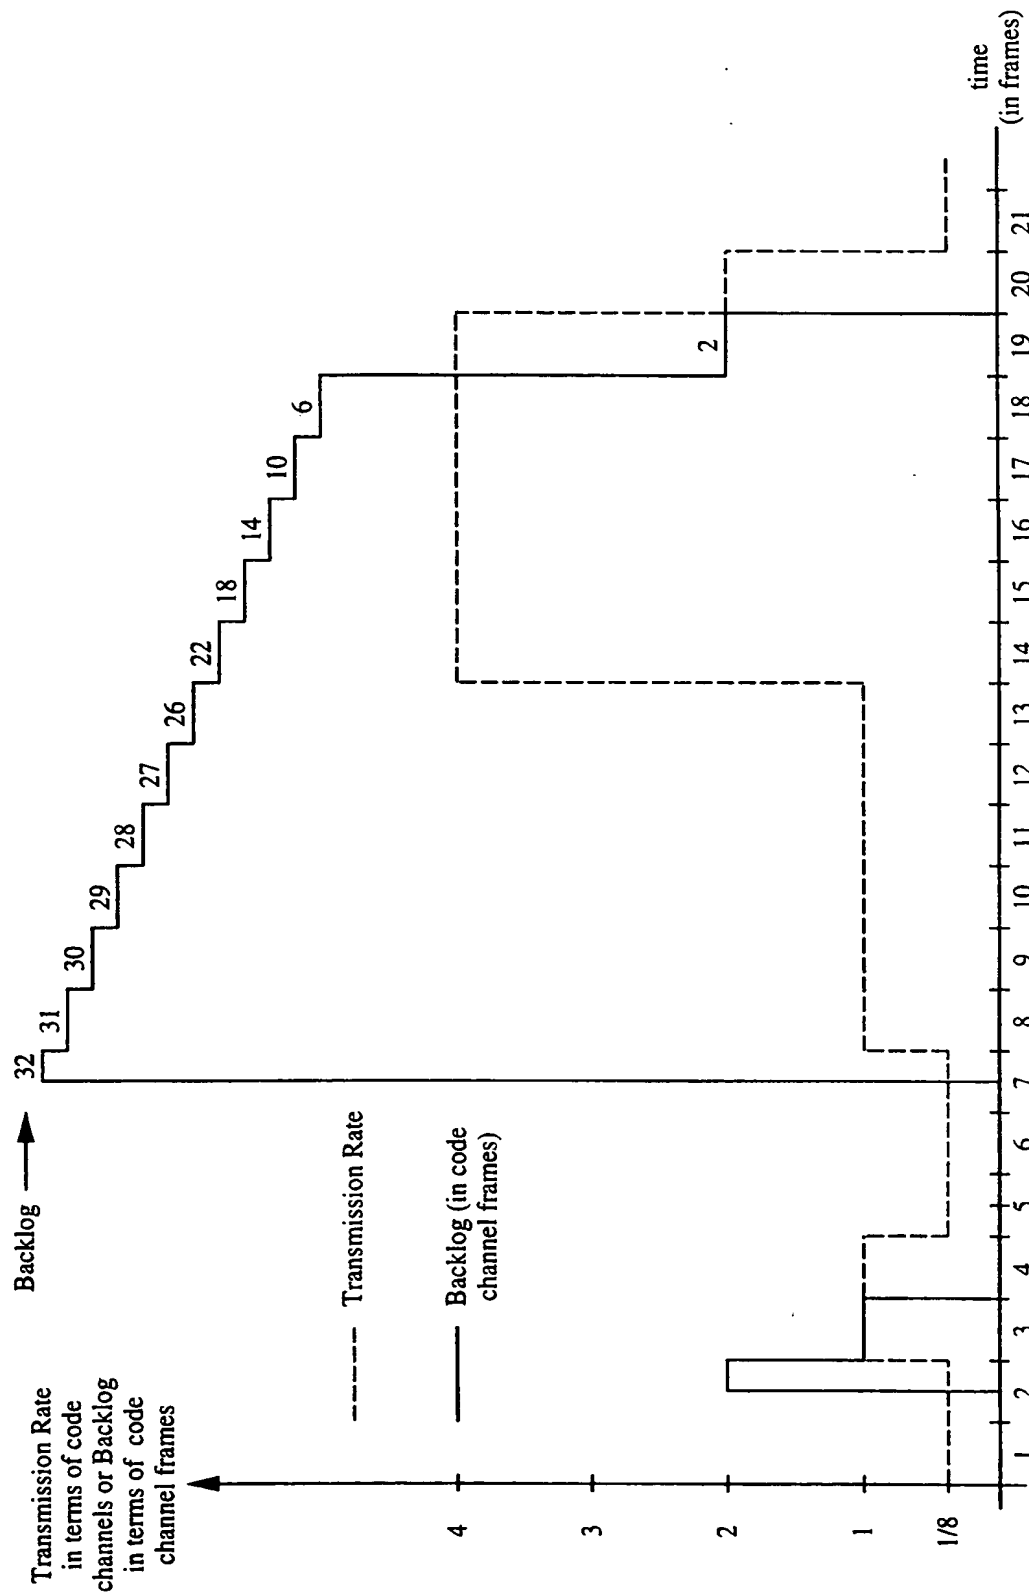 Transmission Rate
in terms of code
channels or Backlog
in terms of code
channel frames
Backlog
Transmission Rate
Backlog (in code
channel frames)
32
31
30
29
28
27
26
22
18
14
10
6
2
4
3
2
1
1/8
1 2 3 4 5 6 7 8 9 10 11 12 13 14 15 16 17 18 19 20 21
time
(in frames)